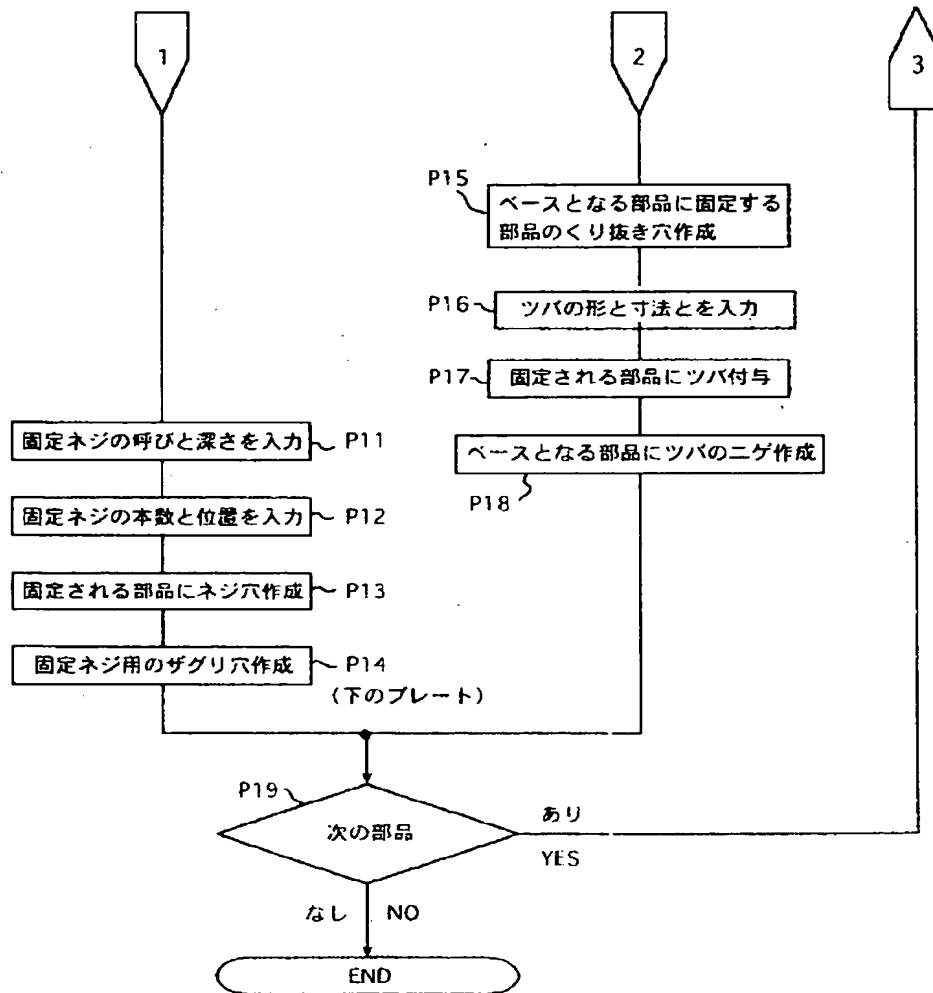 1
2
3
P15
ベースとなる部品に固定する
部品のくり抜き穴作成
P16
ツバの形と寸法とを入力
P17
固定される部品にツバ付与
ベースとなる部品にツバのニゲ作成
P18
固定ネジの呼びと深さを入力
P11
固定ネジの本数と位置を入力
P12
固定される部品にネジ穴作成
P13
固定ネジ用のザグリ穴作成
P14
(下のプレート)
P19
次の部品
あり
YES
なし
NO
END